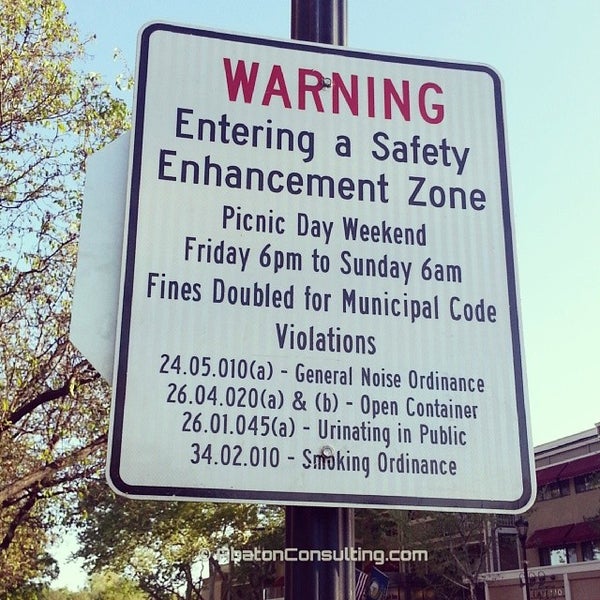 WARNING
Entering a Safety
Enhancement Zone
Picnic Day Weekend
Friday 6pm to Sunday 6am
Fines Doubled for Municipal Code
Violations
24.05.010(a) - General Noise Ordinance
26.04.020(a) & (b) - Open Container
26.01.045(a) - Urinating in Public
34.02.010 - Smoking Ordinance
© AbatonConsulting.com